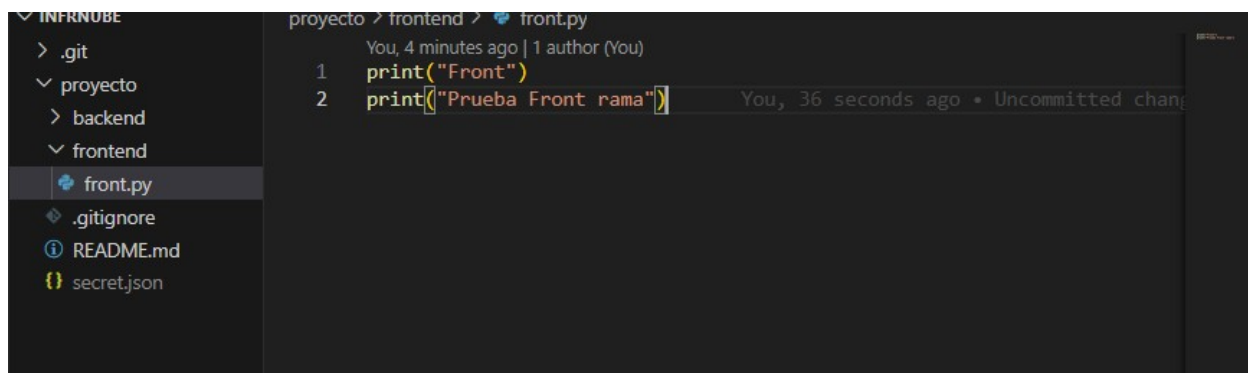 INFRNUBE
.git
proyecto
backend
frontend
front.py
.gitignore
README.md
{} secret.json
proyecto > frontend > front.py
You, 4 minutes ago | 1 author (You)
1 print("Front")
2 print("Prueba Front rama") You, 36 seconds ago • Uncommitted chang